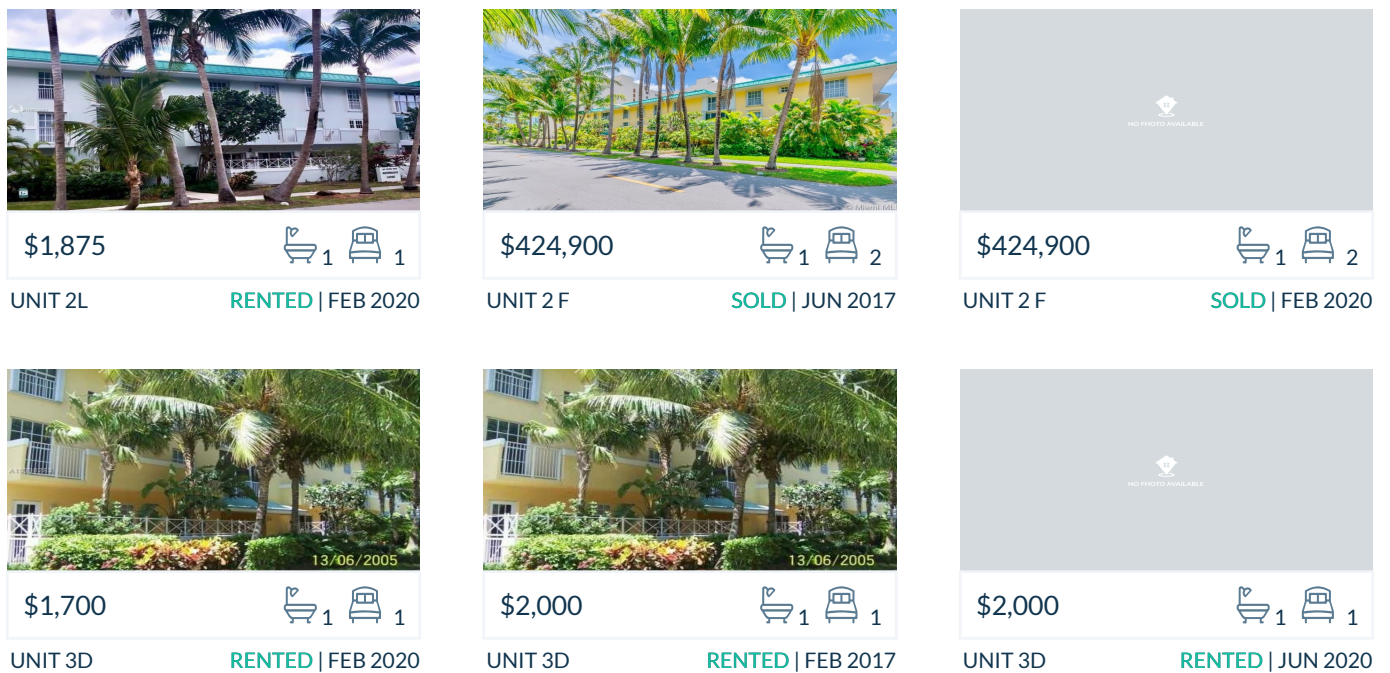 © Miami MLS
NO PHOTO AVAILABLE
$1,875 1 1
$424,900 1 2
$424,900 1 2
UNIT 2L RENTED | FEB 2020
UNIT 2 F SOLD | JUN 2017
UNIT 2 F SOLD | FEB 2020
13/06/2005
13/06/2005
NO PHOTO AVAILABLE
$1,700 1 1
$2,000 1 1
$2,000 1 1
UNIT 3D RENTED | FEB 2020
UNIT 3D RENTED | FEB 2017
UNIT 3D RENTED | JUN 2020